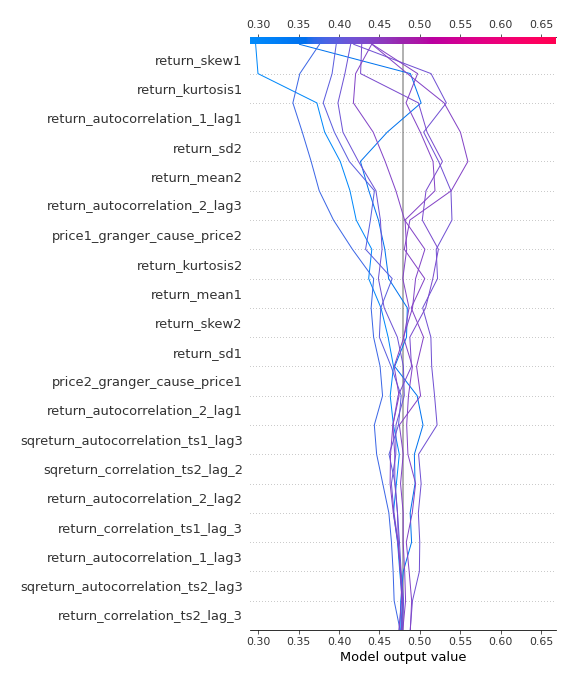 0.30 0.35 0.40 0.45 0.50 0.55 0.60 0.65
return_skew1
return_kurtosis1
return_autocorrelation_1_lag1
return_sd2
return_mean2
return_autocorrelation_2_lag3
price1_granger_cause_price2
return_kurtosis2
return_mean1
return_skew2
return_sd1
price2_granger_cause_price1
return_autocorrelation_2_lag1
sqreturn_autocorrelation_ts1_lag3
sqreturn_correlation_ts2_lag_2
return_autocorrelation_2_lag2
return_correlation_ts1_lag_3
return_autocorrelation_1_lag3
sqreturn_autocorrelation_ts2_lag3
return_correlation_ts2_lag_3
0.30 0.35 0.40 0.45 0.50 0.55 0.60 0.65
Model output value